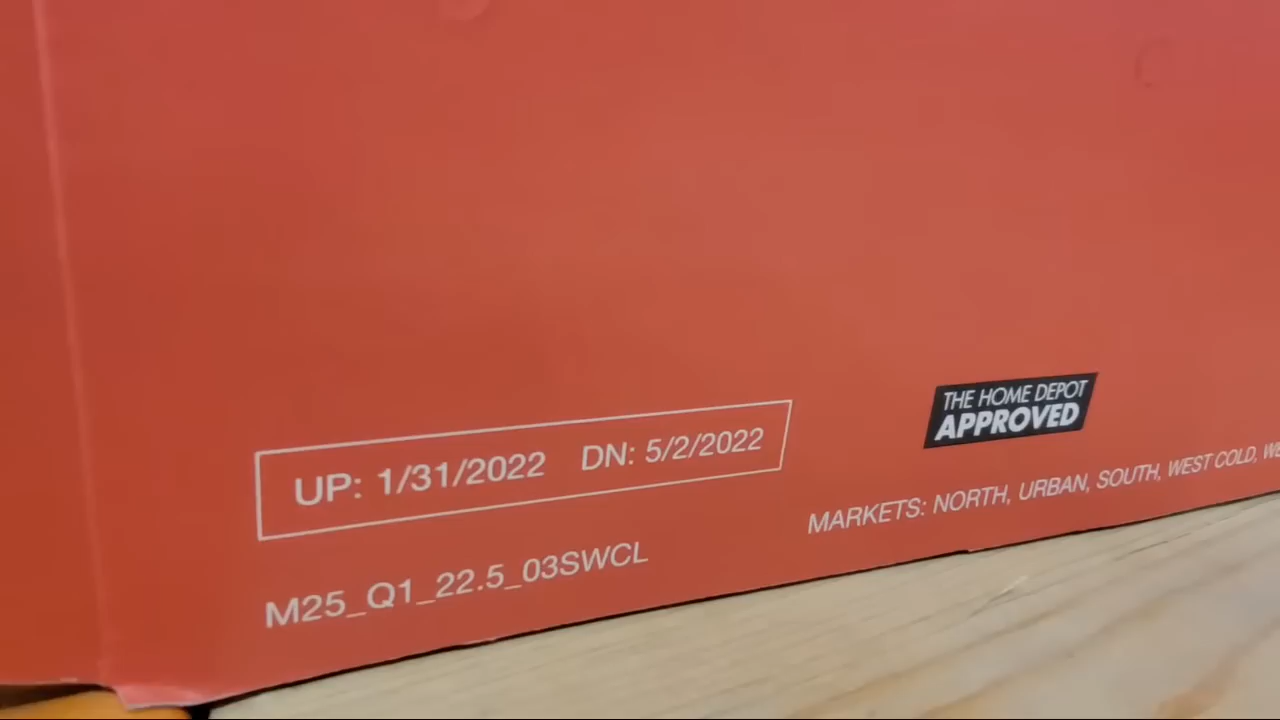 UP: 1/31/2022 DN: 5/2/2022
M25_Q1_22.5_03SWCL
THE HOME DEPOT
APPROVED
MARKETS: NORTH, URBAN, SOUTH, WEST COLD,